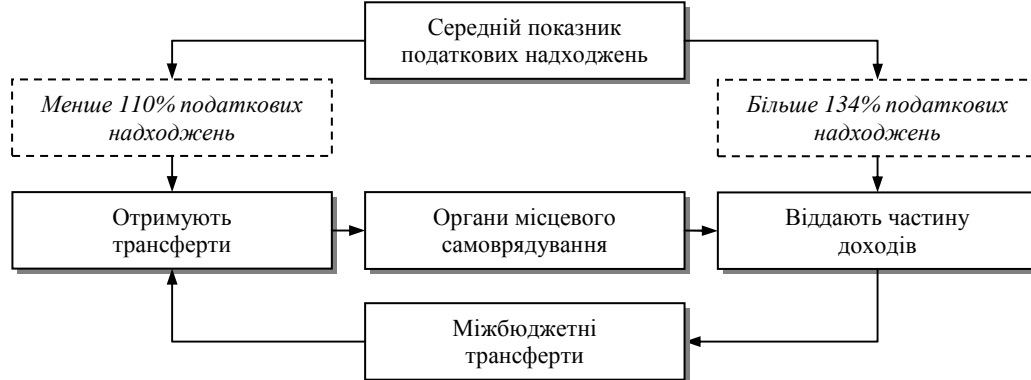 Середній показник
податкових надходжень
Менше 110% податкових
надходжень
Більше 134% податкових
надходжень
Отримують
трансферти
Органи місцевого
самоврядування
Віддають частину
доходів
Міжбюджетні
трансферти